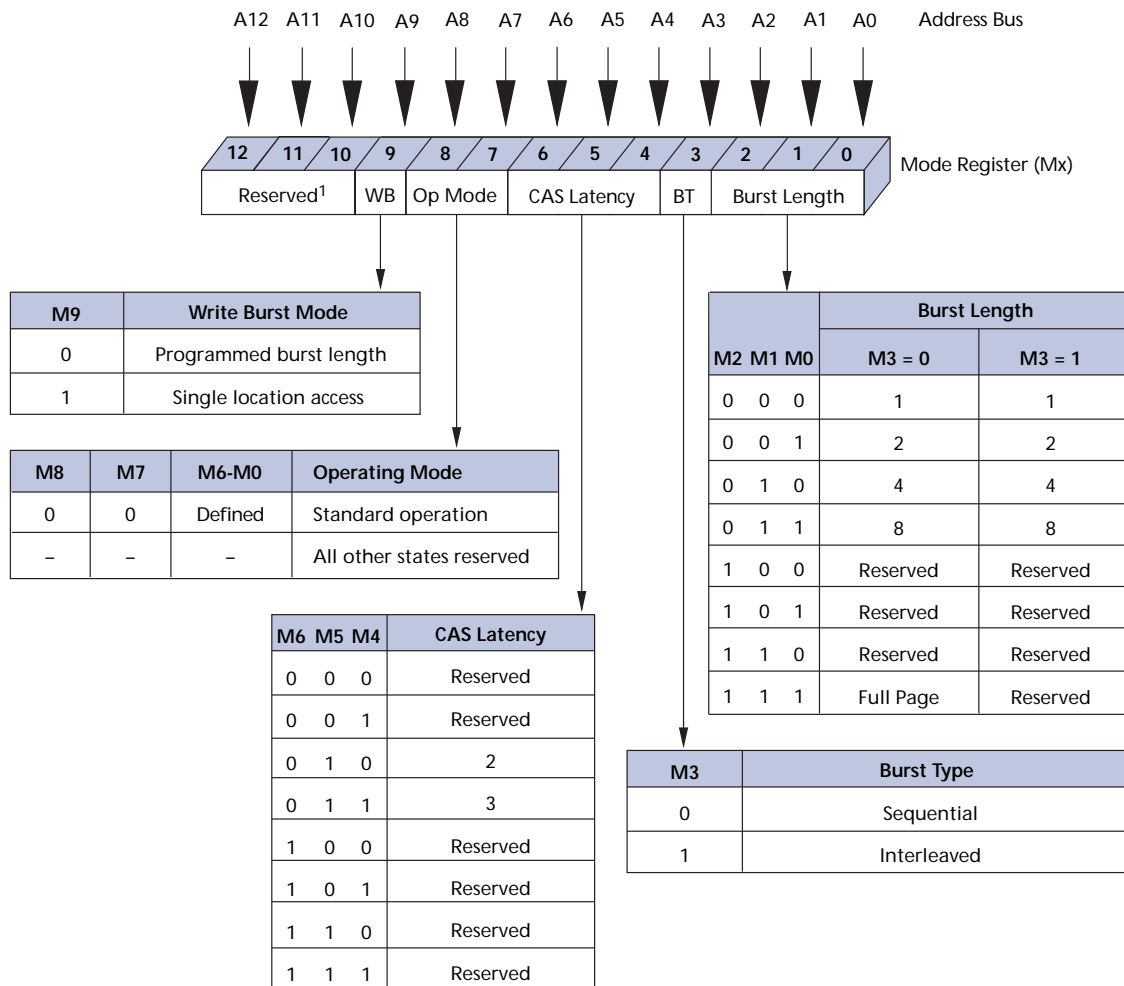 A12 A11 A10 A9 A8 A7 A6 A5 A4 A3 A2 A1 A0 Address Bus
12 11 10 9 8 7 6 5 4 3 2 1 0
Mode Register (Mx)
Reserved1 WB Op Mode CAS Latency BT Burst Length
M9 Write Burst Mode
0 Programmed burst length
1 Single location access
M8 M7 M6-M0 Operating Mode
0 0 Defined Standard operation
– – – All other states reserved
M6 M5 M4 CAS Latency
0 0 0 Reserved
0 0 1 Reserved
0 1 0 2
0 1 1 3
1 0 0 Reserved
1 0 1 Reserved
1 1 0 Reserved
1 1 1 Reserved
Burst Length
M2 M1 M0 M3 = 0 M3 = 1
0 0 0 1 1
0 0 1 2 2
0 1 0 4 4
0 1 1 8 8
1 0 0 Reserved Reserved
1 0 1 Reserved Reserved
1 1 0 Reserved Reserved
1 1 1 Full Page Reserved
M3 Burst Type
0 Sequential
1 Interleaved